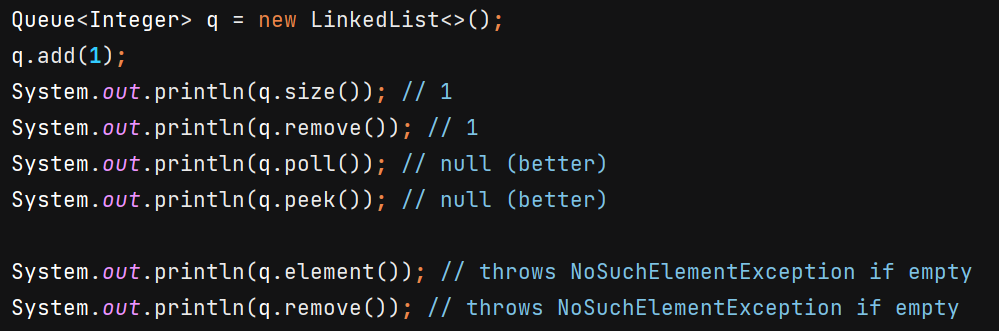 Queue<Integer> q = new LinkedList<>();
q.add(1);
System.out.println(q.size()); // 1
System.out.println(q.remove()); // 1
System.out.println(q.poll()); // null (better)
System.out.println(q.peek()); // null (better)
System.out.println(q.element()); // throws NoSuchElementException if empty
System.out.println(q.remove()); // throws NoSuchElementException if empty